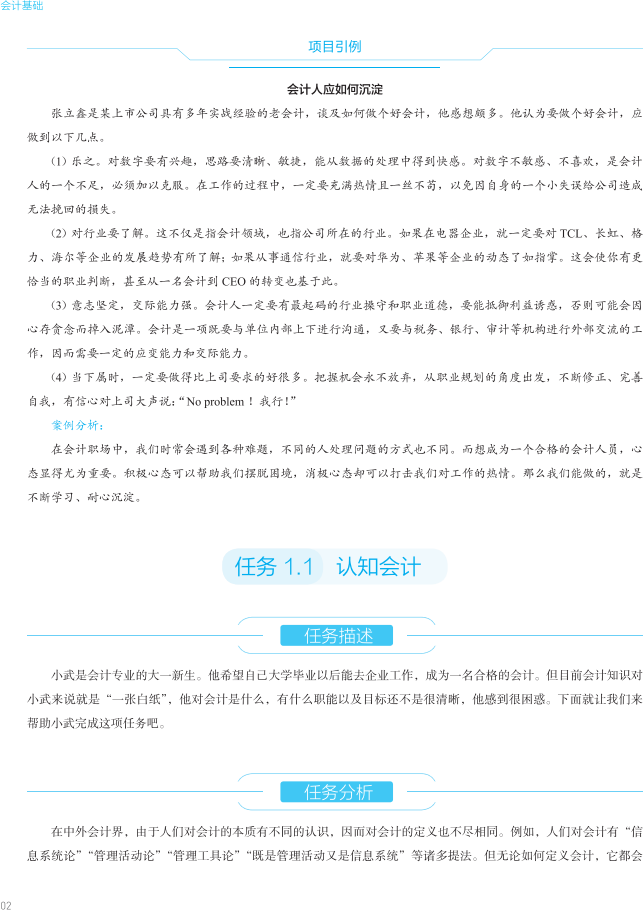 会计基础
项目引例
会计人应如何沉淀
张立鑫是某上市公司具有多年实战经验的老会计，谈及如何做个好会计，他感想颇多。他认为要做个好会计，应
做到以下几点。
（1）乐之。对数字要有兴趣，思路要清晰、敏捷，能从数据的处理中得到快感。对数字不敏感、不喜欢，是会计
人的一个不足，必须加以克服。在工作的过程中，一定要充满热情且一丝不苟，以免因自身的一个小失误给公司造成
无法挽回的损失。
（2）对行业要了解。这不仅是指会计领域，也指公司所在的行业。如果在电器企业，就一定要对 TCL、长虹、格
力、海尔等企业的发展趋势有所了解；如果从事通信行业，就要对华为、苹果等企业的动态了如指掌。这会使你有更
恰当的职业判断，甚至从一名会计到 CEO 的转变也基于此。
（3）意志坚定，交际能力强。会计人一定要有最起码的行业操守和职业道德，要能抵御利益诱惑，否则可能会因
心存贪念而掉入泥潭。会计是一项既要与单位内部上下进行沟通，又要与税务、银行、审计等机构进行外部交流的工
作，因而需要一定的应变能力和交际能力。
（4）当下属时，一定要做得比上司要求的好很多。把握机会永不放弃，从职业规划的角度出发，不断修正、完善
自我，有信心对上司大声说：“No problem！我行！”
案例分析：
在会计职场中，我们时常会遇到各种难题，不同的人处理问题的方式也不同。而想成为一个合格的会计人员，心
态显得尤为重要。积极心态可以帮助我们摆脱困境，消极心态却可以打击我们对工作的热情。那么我们能做的，就是
不断学习、耐心沉淀。
任务 1.1 认知会计
任务描述
小武是会计专业的大一新生。他希望自己大学毕业以后能去企业工作，成为一名合格的会计。但目前会计知识对
小武来说就是“一张白纸”，他对会计是什么，有什么职能以及目标还不是很清晰，他感到很困惑。下面就让我们来
帮助小武完成这项任务吧。
任务分析
在中外会计界，由于人们对会计的本质有不同的认识，因而对会计的定义也不尽相同。例如，人们对会计有“信
息系统论”“管理活动论”“管理工具论”“既是管理活动又是信息系统”等诸多提法。但无论如何定义会计，它都会
02